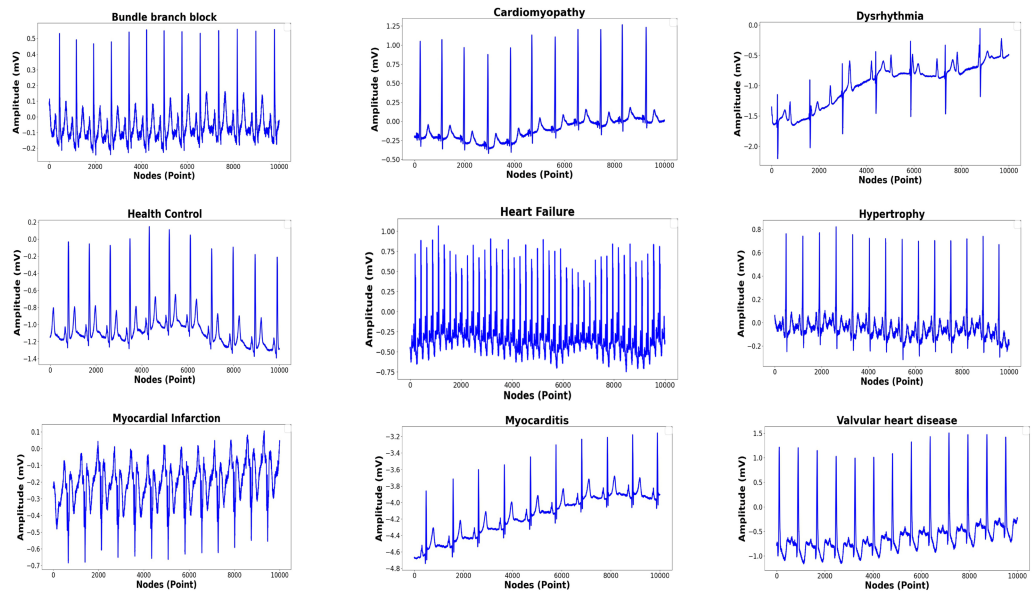 Bundle branch block
Amplitude (mV)
0.5
0.4
0.3
0.2
0.1
0.0
−0.1
−0.2
0 2000 4000 6000 8000 10000
Nodes (Point)
Cardiomyopathy
Amplitude (mV)
1.25
1.00
0.75
0.50
0.25
0.00
−0.25
−0.50
0 2000 4000 6000 8000 10000
Nodes (Point)
Dysrhythmia
Amplitude (mV)
0.0
−0.5
−1.0
−1.5
−2.0
0 2000 4000 6000 8000 10000
Nodes (Point)
Health Control
Amplitude (mV)
0.2
0.0
−0.2
−0.4
−0.6
−0.8
−1.0
−1.2
−1.4
0 2000 4000 6000 8000 10000
Nodes (Point)
Heart Failure
Amplitude (mV)
1.00
0.75
0.50
0.25
0.00
−0.25
−0.50
−0.75
0 2000 4000 6000 8000 10000
Nodes (Point)
Hypertrophy
Amplitude (mV)
0.8
0.6
0.4
0.2
0.0
−0.2
0 2000 4000 6000 8000 10000
Nodes (Point)
Myocardial Infarction
Amplitude (mV)
0.1
0.0
−0.1
−0.2
−0.3
−0.4
−0.5
−0.6
−0.7
0 2000 4000 6000 8000 10000
Nodes (Point)
Myocarditis
Amplitude (mV)
−3.2
−3.4
−3.6
−3.8
−4.0
−4.2
−4.4
−4.6
−4.8
0 2000 4000 6000 8000 10000
Nodes (Point)
Valvular heart disease
Amplitude (mV)
1.5
1.0
0.5
0.0
−0.5
−1.0
0 2000 4000 6000 8000 10000
Nodes (Point)